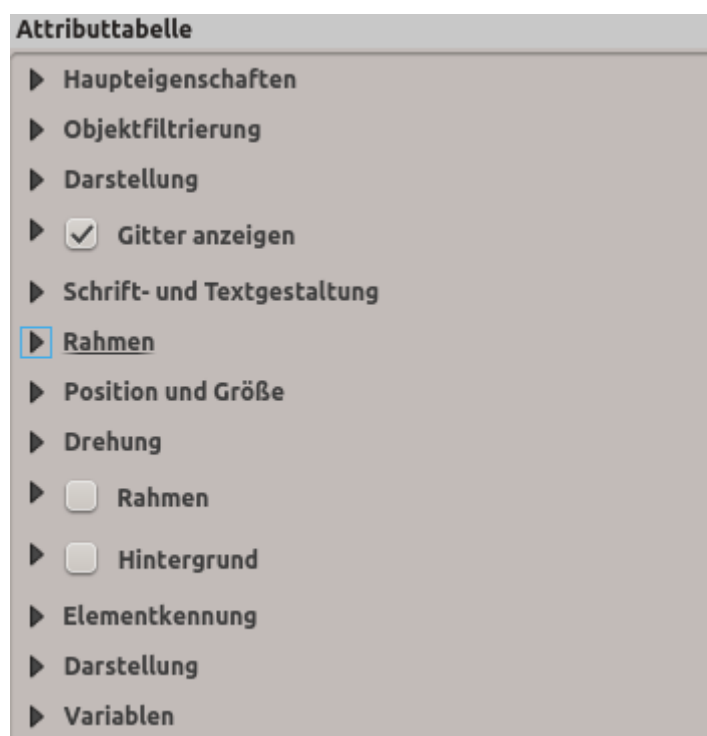 Attributtabelle
Haupteigenschaften
Objektfiltrierung
Darstellung
Gitter anzeigen
Schrift- und Textgestaltung
Rahmen
Position und Größe
Drehung
Rahmen
Hintergrund
Elementkennung
Darstellung
Variablen